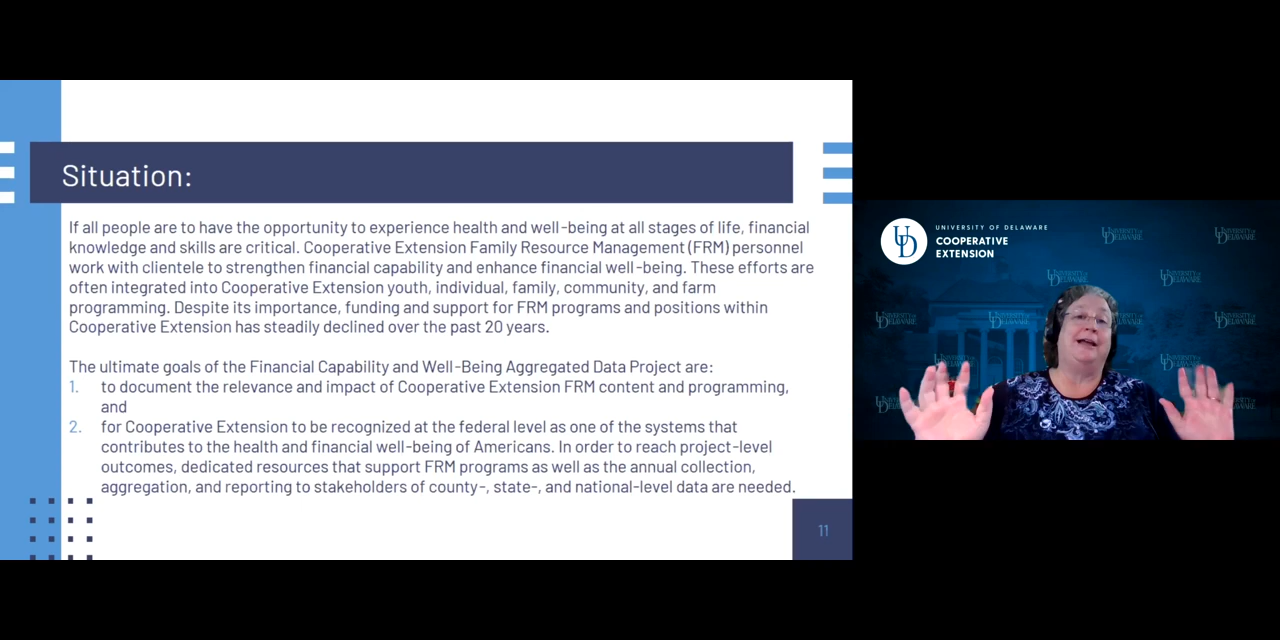 Situation:
If all people are to have the opportunity to experience health and well-being at all stages of life, financial
knowledge and skills are critical. Cooperative Extension Family Resource Management (FRM) personnel
work with clientele to strengthen financial capability and enhance financial well-being. These efforts are
often integrated into Cooperative Extension youth, individual, family, community, and farm
programming. Despite its importance, funding and support for FRM programs and positions within
Cooperative Extension has steadily declined over the past 20 years.
The ultimate goals of the Financial Capability and Well-Being Aggregated Data Project are:
1. to document the relevance and impact of Cooperative Extension FRM content and programming,
and
2. for Cooperative Extension to be recognized at the federal level as one of the systems that
contributes to the health and financial well-being of Americans. In order to reach project-level
outcomes, dedicated resources that support FRM programs as well as the annual collection,
aggregation, and reporting to stakeholders of county-, state-, and national-level data are needed.
11
UD
UNIVERSITY OF DELAWARE
COOPERATIVE
EXTENSION